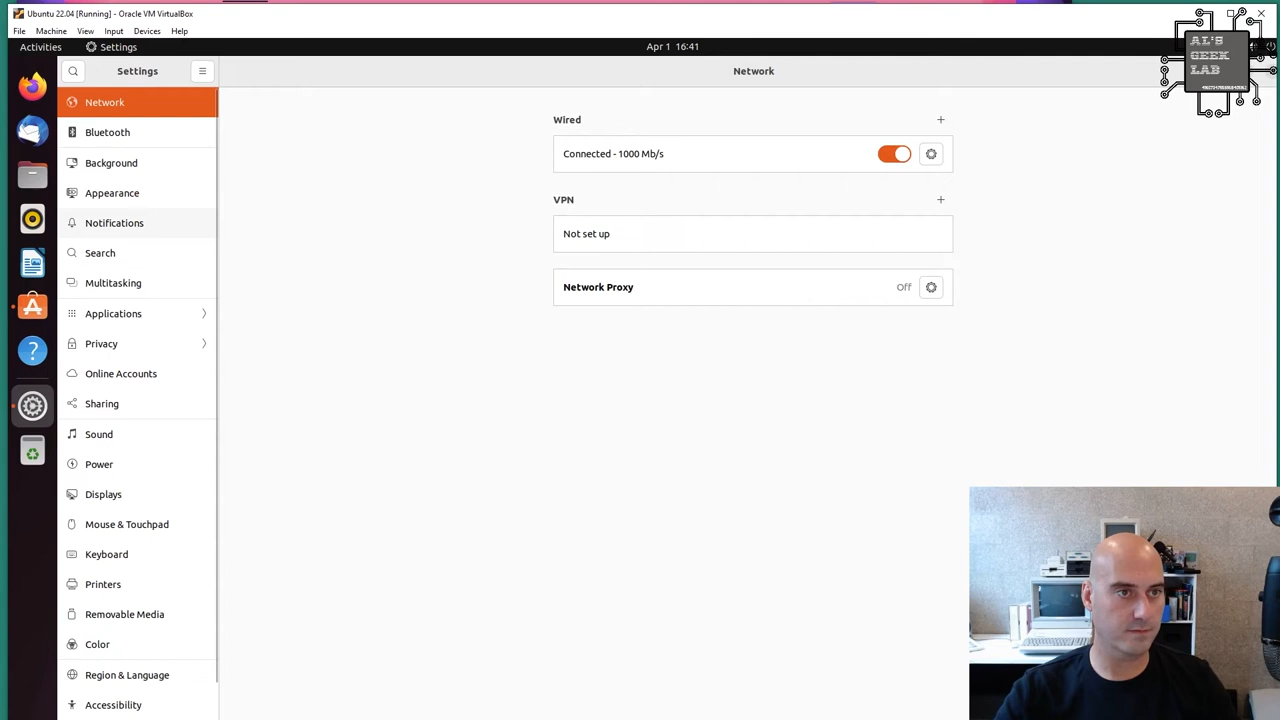 Ubuntu 22.04 [Running] - Oracle VM VirtualBox
File Machine View Input Devices Help
Activities Settings Apr 1 16:41
AL'S
GEEK
LAB
Settings Network
Network
Bluetooth
Background
Appearance
Notifications
Search
Multitasking
Applications
Privacy
Online Accounts
Sharing
Sound
Power
Displays
Mouse & Touchpad
Keyboard
Printers
Removable Media
Color
Region & Language
Accessibility
Wired
Connected - 1000 Mb/s
VPN
Not set up
Network Proxy Off